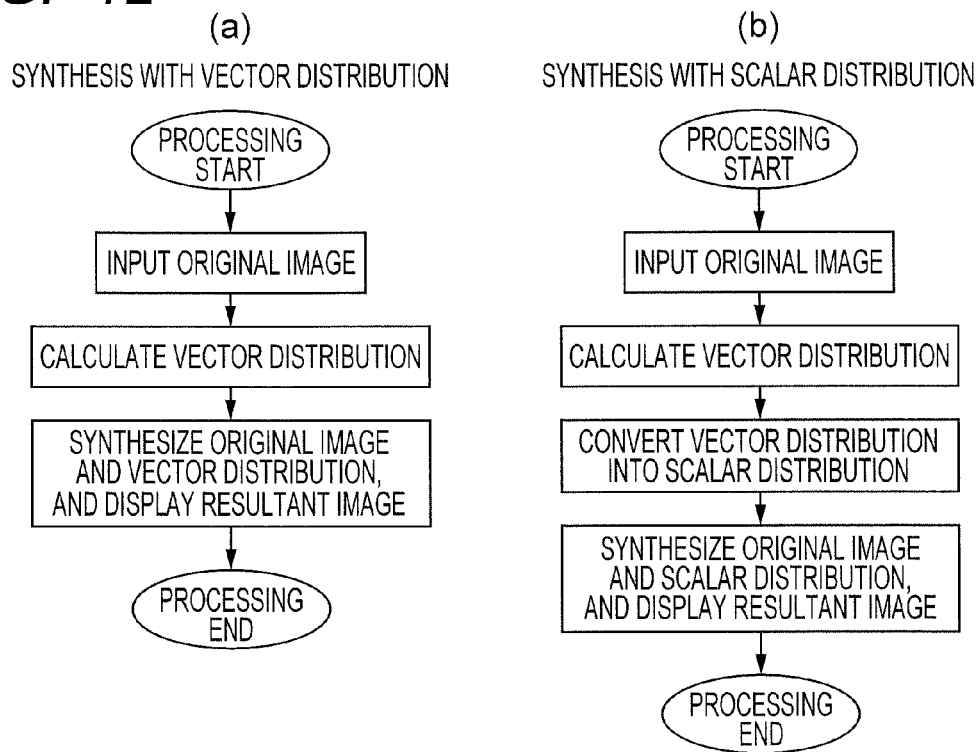 (a)
SYNTHESIS WITH VECTOR DISTRIBUTION
PROCESSING
START
INPUT ORIGINAL IMAGE
CALCULATE VECTOR DISTRIBUTION
SYNTHESIZE ORIGINAL IMAGE
AND VECTOR DISTRIBUTION,
AND DISPLAY RESULTANT IMAGE
PROCESSING
END
(b)
SYNTHESIS WITH SCALAR DISTRIBUTION
PROCESSING
START
INPUT ORIGINAL IMAGE
CALCULATE VECTOR DISTRIBUTION
CONVERT VECTOR DISTRIBUTION
INTO SCALAR DISTRIBUTION
SYNTHESIZE ORIGINAL IMAGE
AND SCALAR DISTRIBUTION,
AND DISPLAY RESULTANT IMAGE
PROCESSING
END